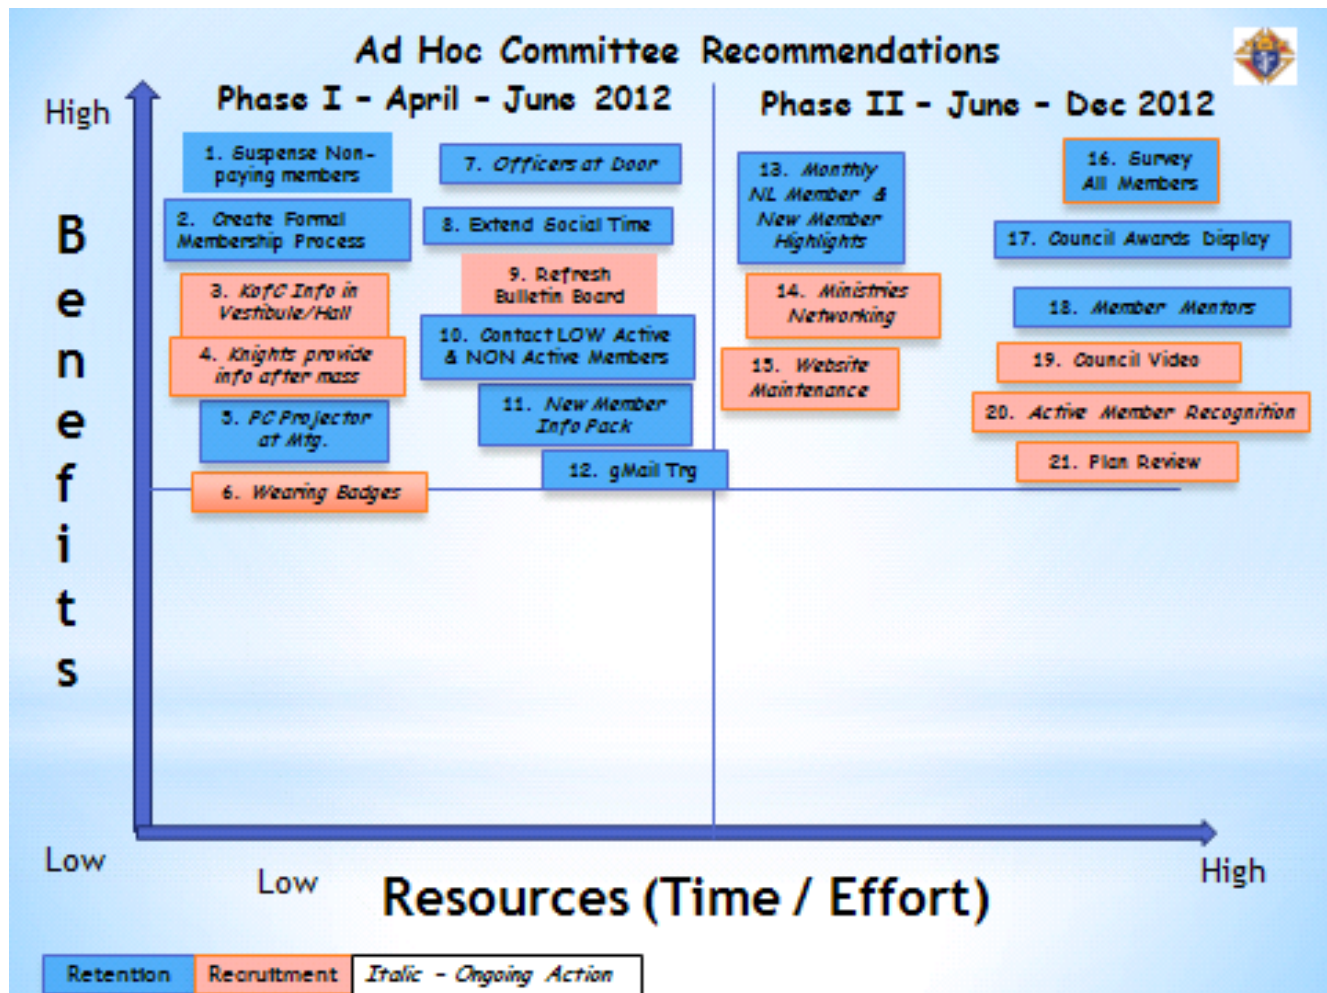 Ad Hoc Committee Recommendations
Phase I - April - June 2012
Phase II - June - Dec 2012
High
Benefits
1. Suspense Non-
paying members
2. Create Formal
Membership Process
3. KofC Info in
Vestibule/Hall
4. Knights provide
info after mass
5. PC Projector
at Mtg.
6. Wearing Badges
7. Officers at Door
8. Extend Social Time
9. Refresh
Bulletin Board
10. Contact LOW Active
& NON Active Members
11. New Member
Info Pack
12. gMail Trg
13. Monthly
NL Member &
New Member
Highlights
14. Ministries
Networking
15. Website
Maintenance
16. Survey
All Members
17. Council Awards Display
18. Member Mentors
19. Council Video
20. Active Member Recognition
21. Plan Review
Low
Low
Resources (Time / Effort)
High
Retention
Recruitment
Italic - Ongoing Action